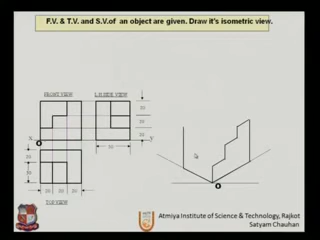 F.V. & T.V. and S.V.of an object are given. Draw it's isometric view.
FRONT VIEW
L.H.SIDE VIEW
X
Y
O
TOP VIEW
O
Atmiya Institute of Science & Technology, Rajkot
Satyam Chauhan